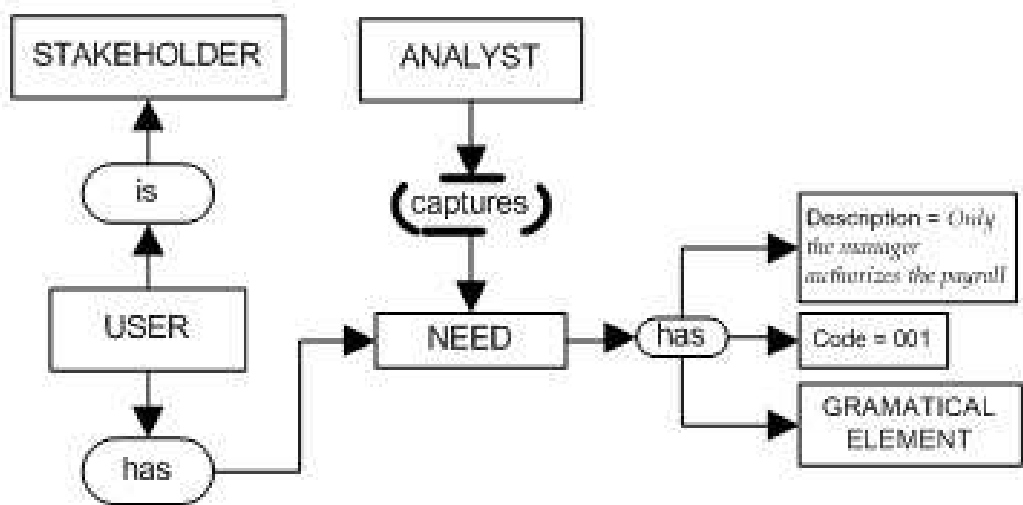 STAKEHOLDER
ANALYST
is
captures
Description = Only
the manager
authorizes the payroll
USER
NEED
has
Code = 001
GRAMATICAL
ELEMENT
has